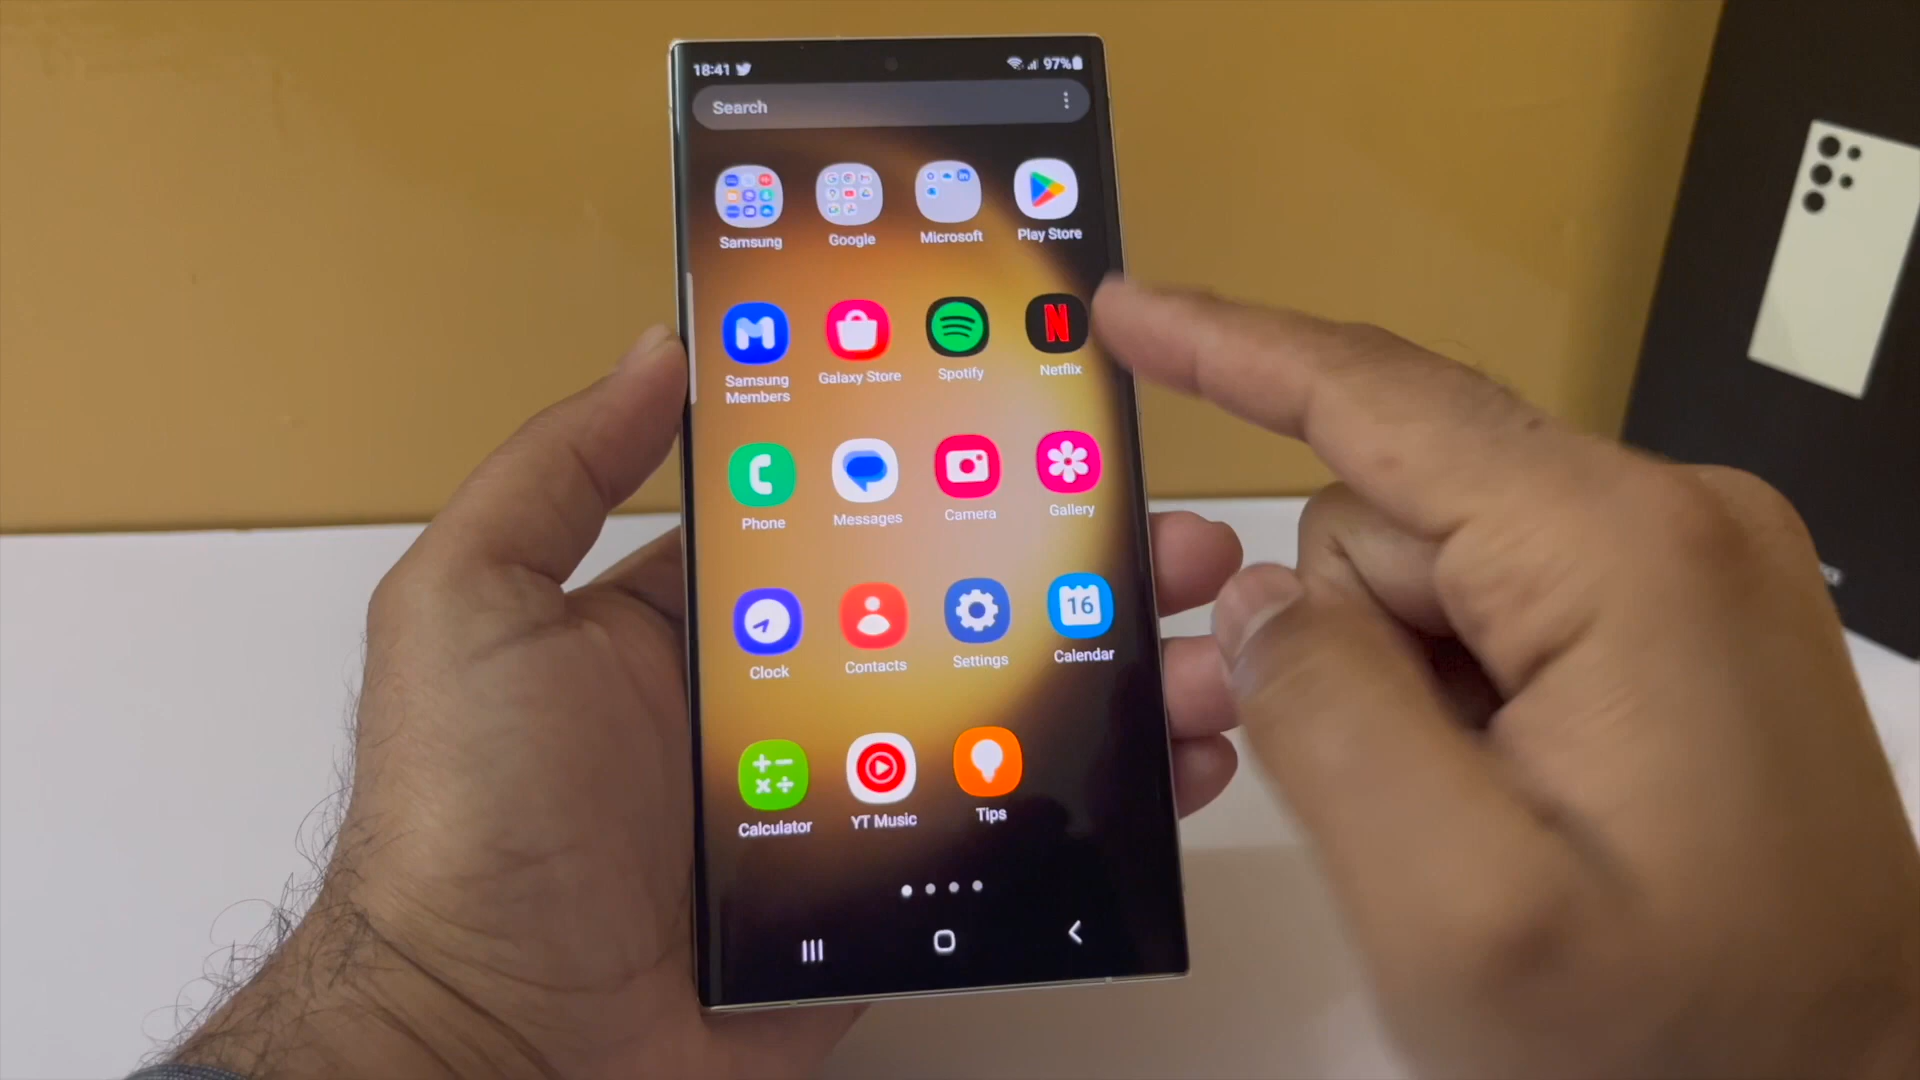 18:41 97%
Search
Samsung Google Microsoft Play Store
N
Samsung Members Galaxy Store Spotify Netflix
Phone Messages Camera Gallery
16
Clock Contacts Settings Calendar
Calculator YT Music Tips